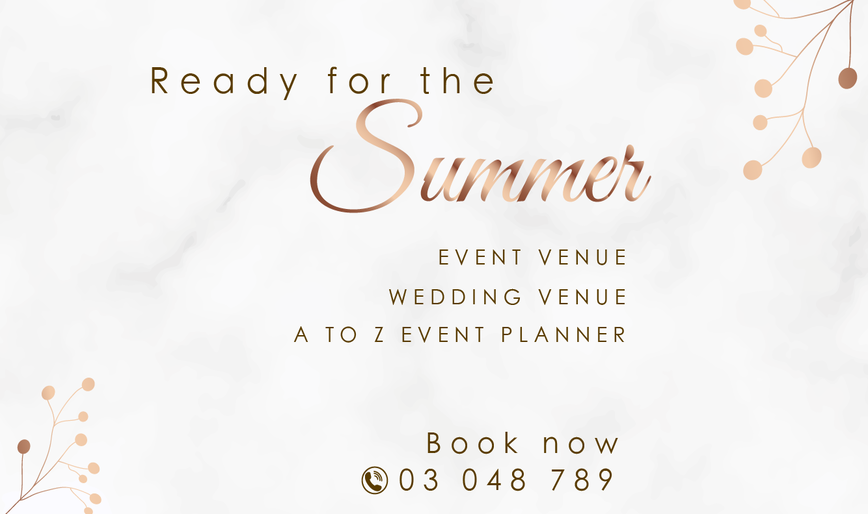 Ready for the
Summer
EVENT VENUE
WEDDING VENUE
A TO Z EVENT PLANNER
Book now
03 048 789